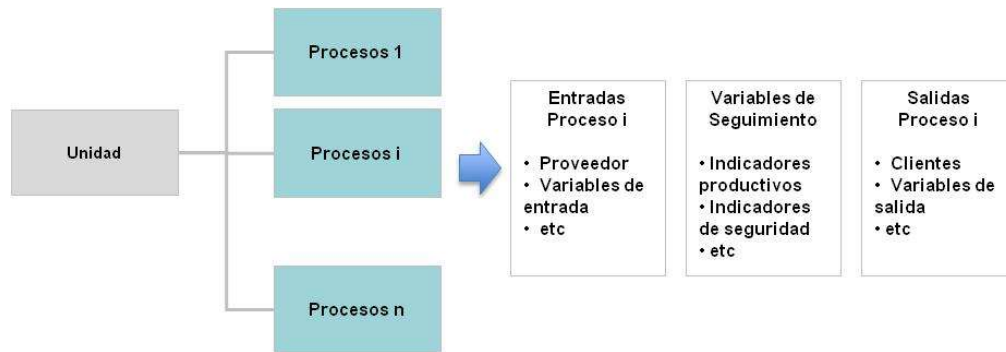 Unidad
Procesos 1
Procesos i
Procesos n
Entradas
Proceso i
• Proveedor
• Variables de
entrada
• etc
Variables de
Seguimiento
• Indicadores
productivos
• Indicadores
de seguridad
• etc
Salidas
Proceso i
• Clientes
• Variables de
salida
• etc